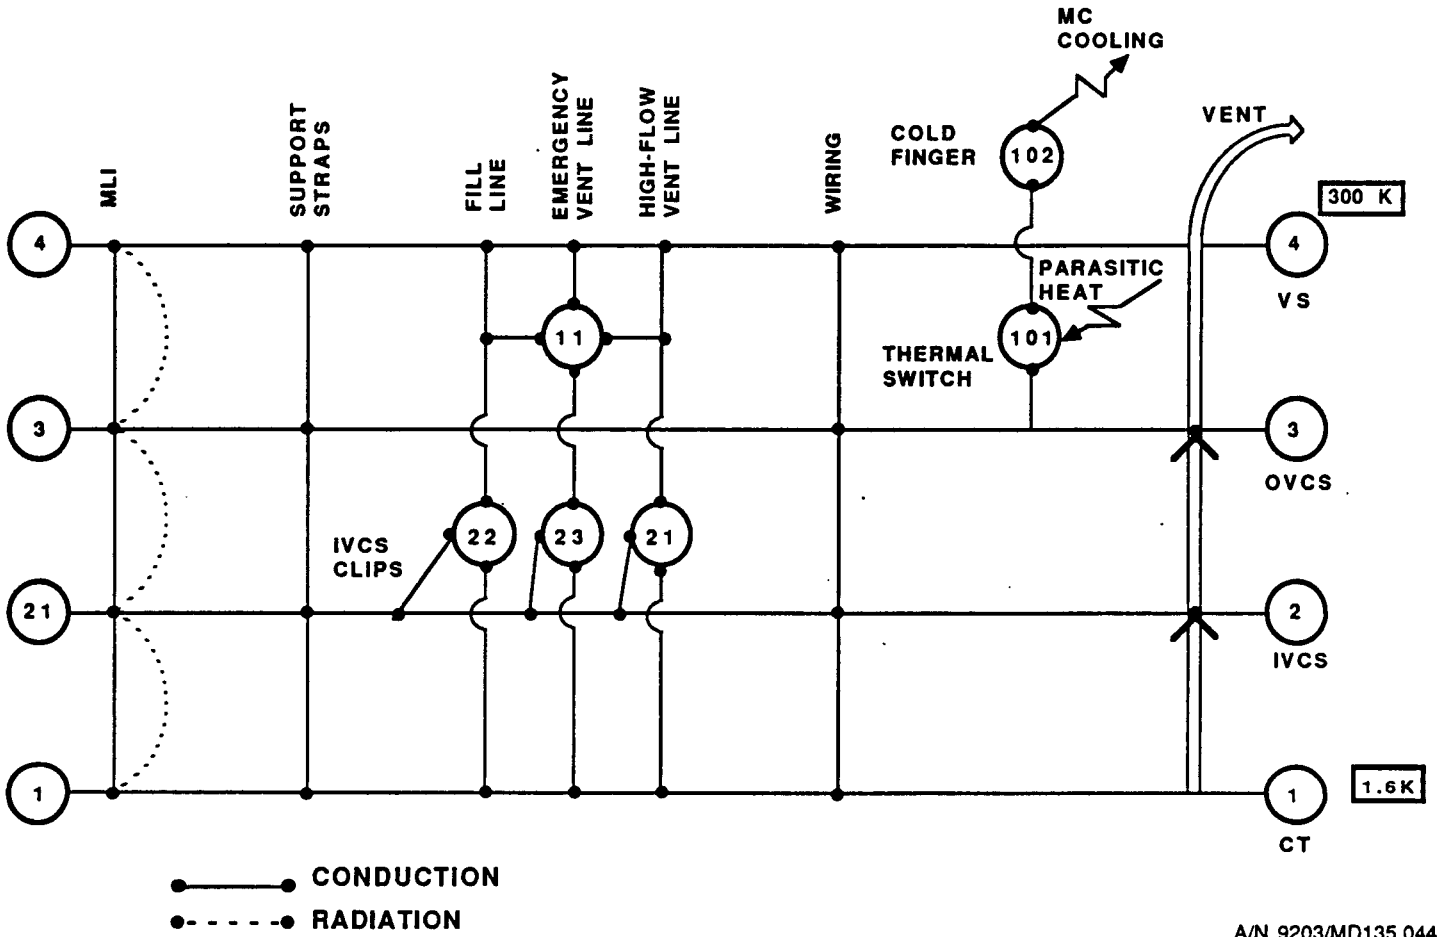 MC
COOLING
VENT
COLD
FINGER
102
300 K
MLI
SUPPORT
STRAPS
FILL
LINE
EMERGENCY
VENT LINE
HIGH-FLOW
VENT LINE
WIRING
4
4
VS
PARASITIC
HEAT
11
101
THERMAL
SWITCH
3
3
OVCS
IVCS
CLIPS
22
23
21
21
2
IVCS
1
1
1.6K
CT
CONDUCTION
RADIATION
A/N 9203/MD135.044